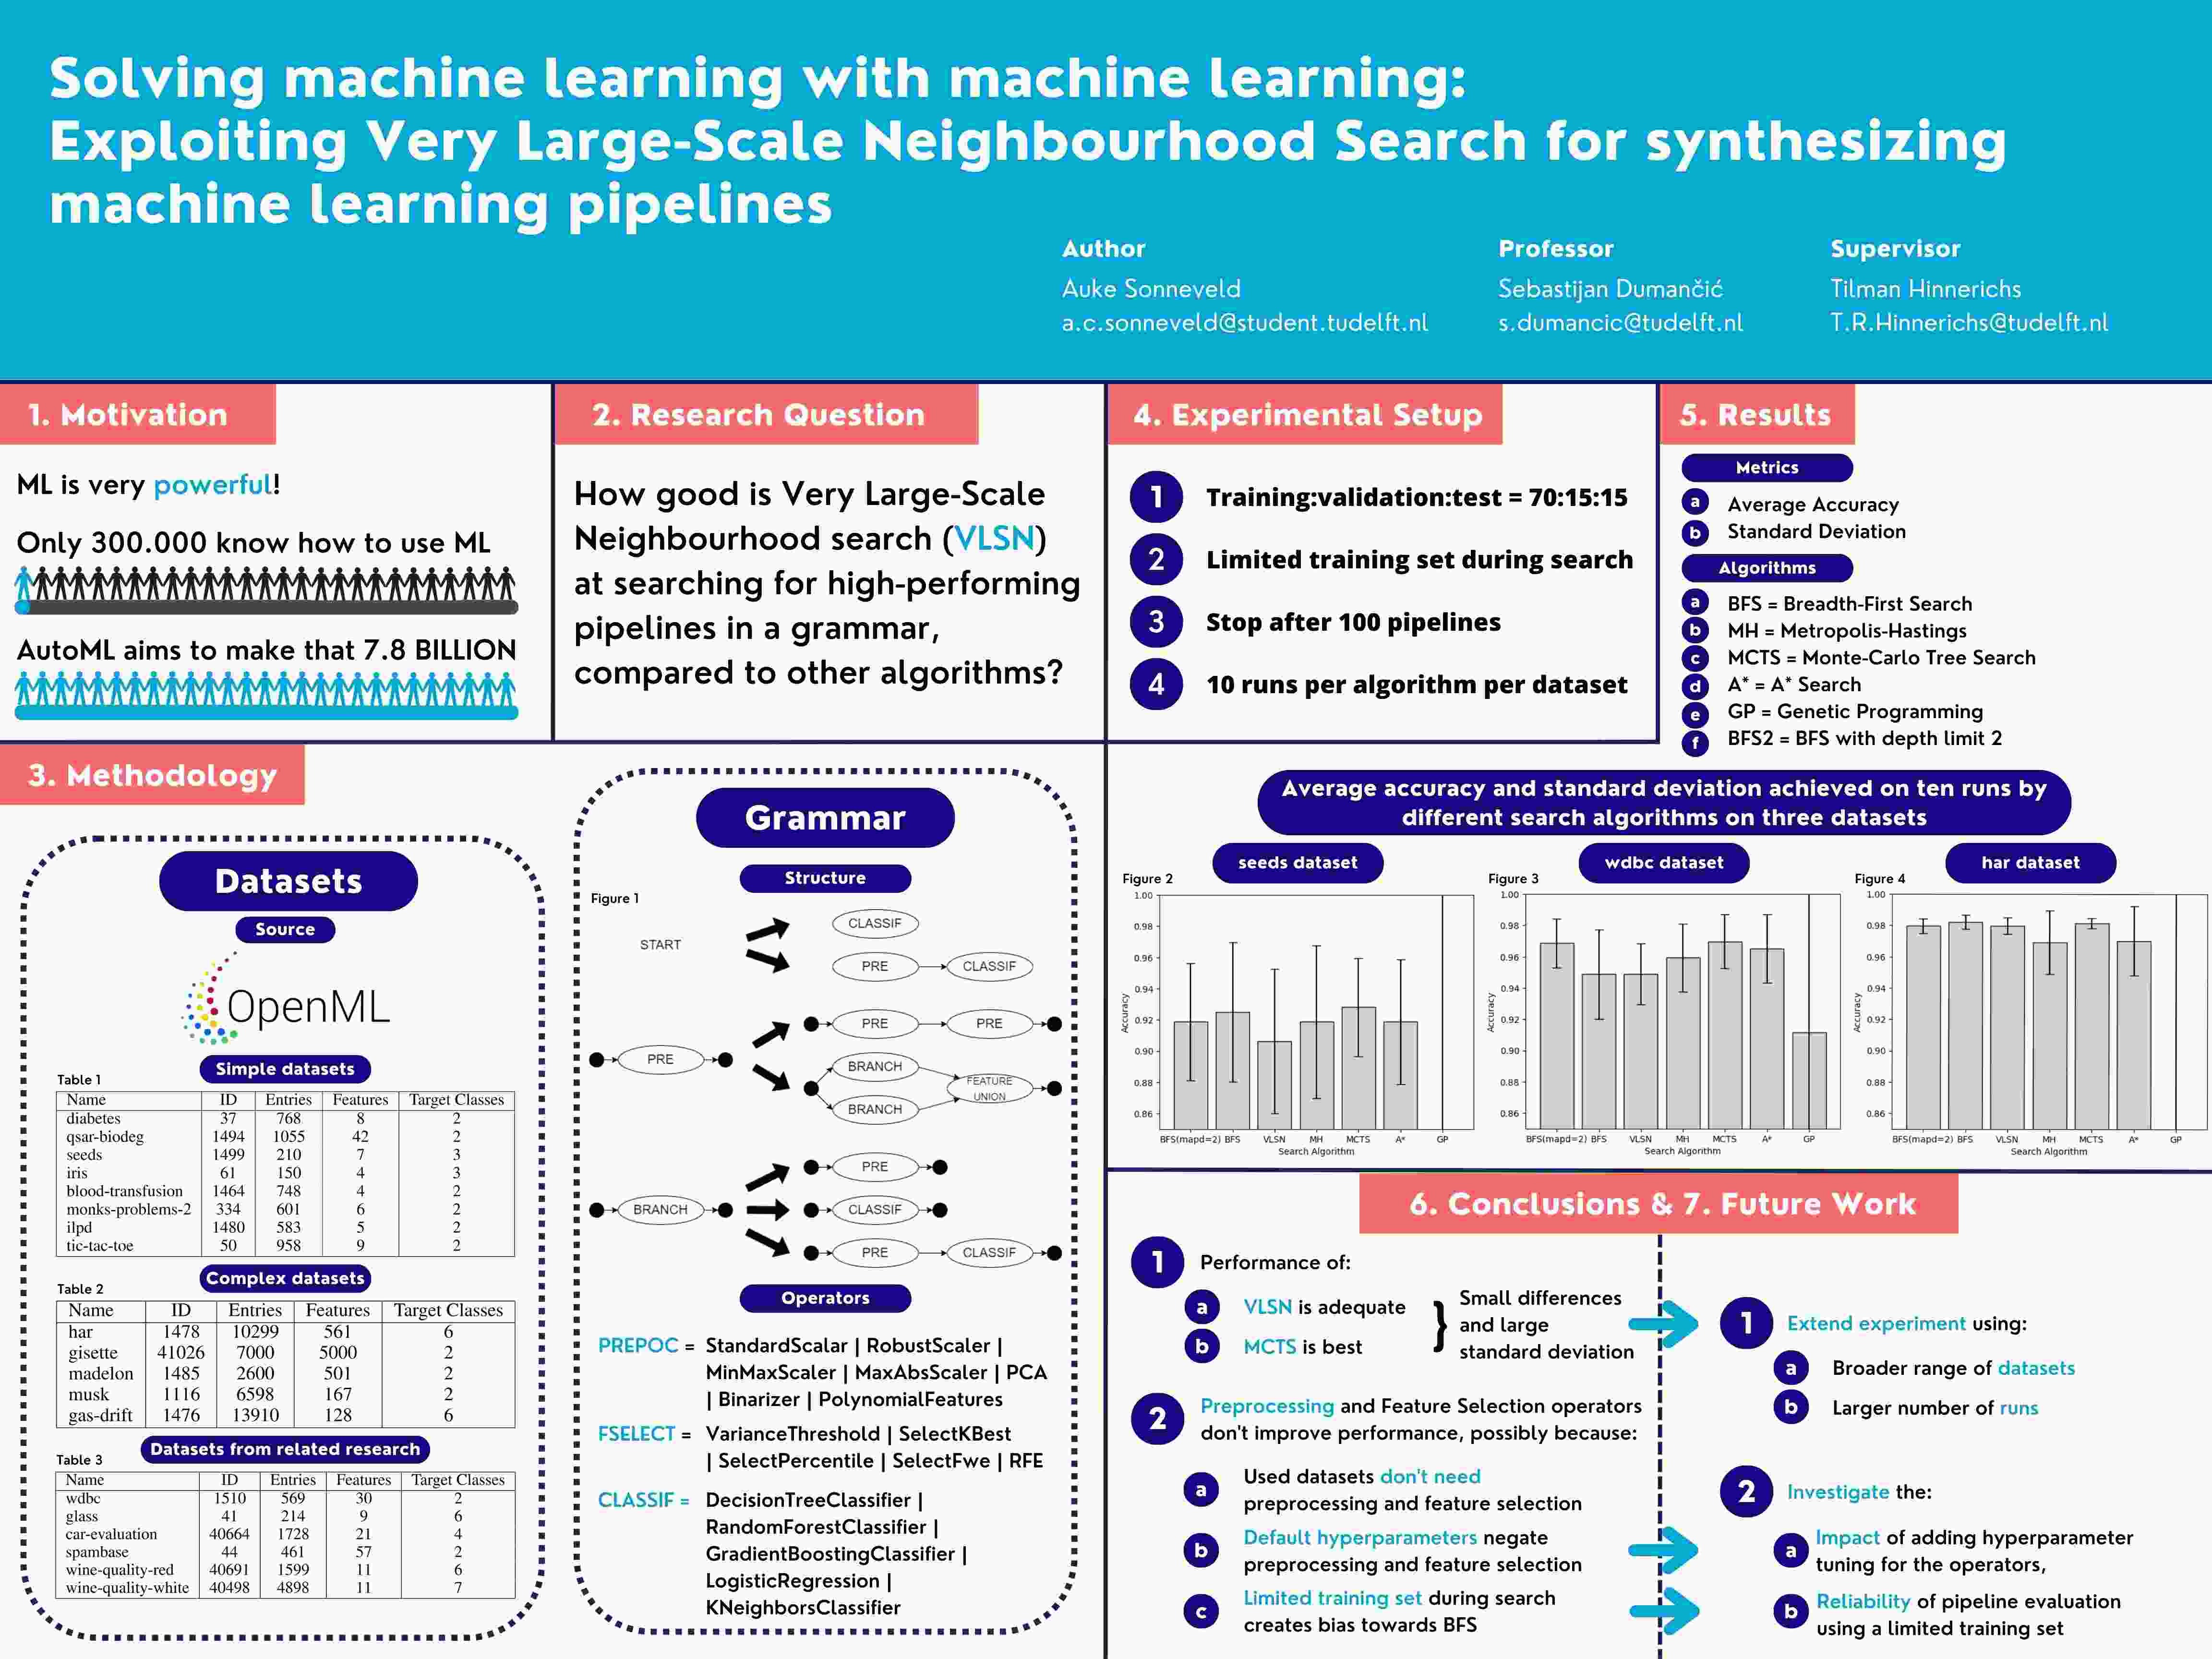 Solving machine learning with machine learning:
Exploiting Very Large-Scale Neighbourhood Search for synthesizing
machine learning pipelines
Author
Auke Sonneveld
a.c.sonneveld@student.tudelft.nl
Professor
Sebastijan Dumančić
s.dumancic@tudelft.nl
Supervisor
Tilman Hinnerichs
T.R.Hinnerichs@tudelft.nl
1. Motivation
ML is very powerful!
Only 300.000 know how to use ML
AutoML aims to make that 7.8 BILLION
2. Research Question
How good is Very Large-Scale
Neighbourhood search (VLSN)
at searching for high-performing
pipelines in a grammar,
compared to other algorithms?
3. Methodology
Datasets
Source
OpenML
Simple datasets
Table 1
Name ID Entries Features Target Classes
diabetes 37 768 8 2
qsar-biodeg 1494 1055 42 2
seeds 1499 210 7 3
iris 61 150 4 3
blood-transfusion 1464 748 4 2
monks-problems-2 334 601 6 2
ilpd 1480 583 5 2
tic-tac-toe 50 958 9 2
Complex datasets
Table 2
Name ID Entries Features Target Classes
har 1478 10299 561 6
gisette 41026 7000 5000 2
madelon 1485 2600 501 2
musk 1116 6598 167 2
gas-drift 1476 13910 128 6
Datasets from related research
Table 3
Name ID Entries Features Target Classes
wdbc 1510 569 30 2
glass 41 214 9 6
car-evaluation 40664 1728 21 4
spambase 44 461 57 2
wine-quality-red 40691 1599 11 6
wine-quality-white 40498 4898 11 7
Grammar
Structure
Figure 1
START
CLASSIF
PRE CLASSIF
PRE
PRE PRE
BRANCH
FEATURE
UNION
BRANCH
BRANCH
PRE
CLASSIF
PRE CLASSIF
Operators
PREPOC = StandardScalar | RobustScaler |
MinMaxScaler | MaxAbsScaler | PCA
| Binarizer | PolynomialFeatures
FSELECT = VarianceThreshold | SelectKBest
| SelectPercentile | SelectFwe | RFE
CLASSIF = DecisionTreeClassifier |
RandomForestClassifier |
GradientBoostingClassifier |
LogisticRegression |
KNeighborsClassifier
4. Experimental Setup
1 Training:validation:test = 70:15:15
2 Limited training set during search
3 Stop after 100 pipelines
4 10 runs per algorithm per dataset
5. Results
Metrics
a Average Accuracy
b Standard Deviation
Algorithms
a BFS = Breadth-First Search
b MH = Metropolis-Hastings
c MCTS = Monte-Carlo Tree Search
d A* = A* Search
e GP = Genetic Programming
f BFS2 = BFS with depth limit 2
Average accuracy and standard deviation achieved on ten runs by
different search algorithms on three datasets
Figure 2
seeds dataset
1.00
0.98
0.96
0.94
0.92
0.90
0.88
0.86
Accuracy
BFS(mapd=2) BFS VLSN MH MCTS A* GP
Search Algorithm
Figure 3
wdbc dataset
1.00
0.98
0.96
0.94
0.92
0.90
0.88
0.86
Accuracy
BFS(mapd=2) BFS VLSN MH MCTS A* GP
Search Algorithm
Figure 4
har dataset
1.00
0.98
0.96
0.94
0.92
0.90
0.88
0.86
Accuracy
BFS(mapd=2) BFS VLSN MH MCTS A* GP
Search Algorithm
6. Conclusions & 7. Future Work
1 Performance of:
a VLSN is adequate
b MCTS is best
}
Small differences
and large
standard deviation
2 Preprocessing and Feature Selection operators
don't improve performance, possibly because:
a Used datasets don't need
preprocessing and feature selection
b Default hyperparameters negate
preprocessing and feature selection
c Limited training set during search
creates bias towards BFS
1 Extend experiment using:
a Broader range of datasets
b Larger number of runs
2 Investigate the:
a Impact of adding hyperparameter
tuning for the operators,
b Reliability of pipeline evaluation
using a limited training set